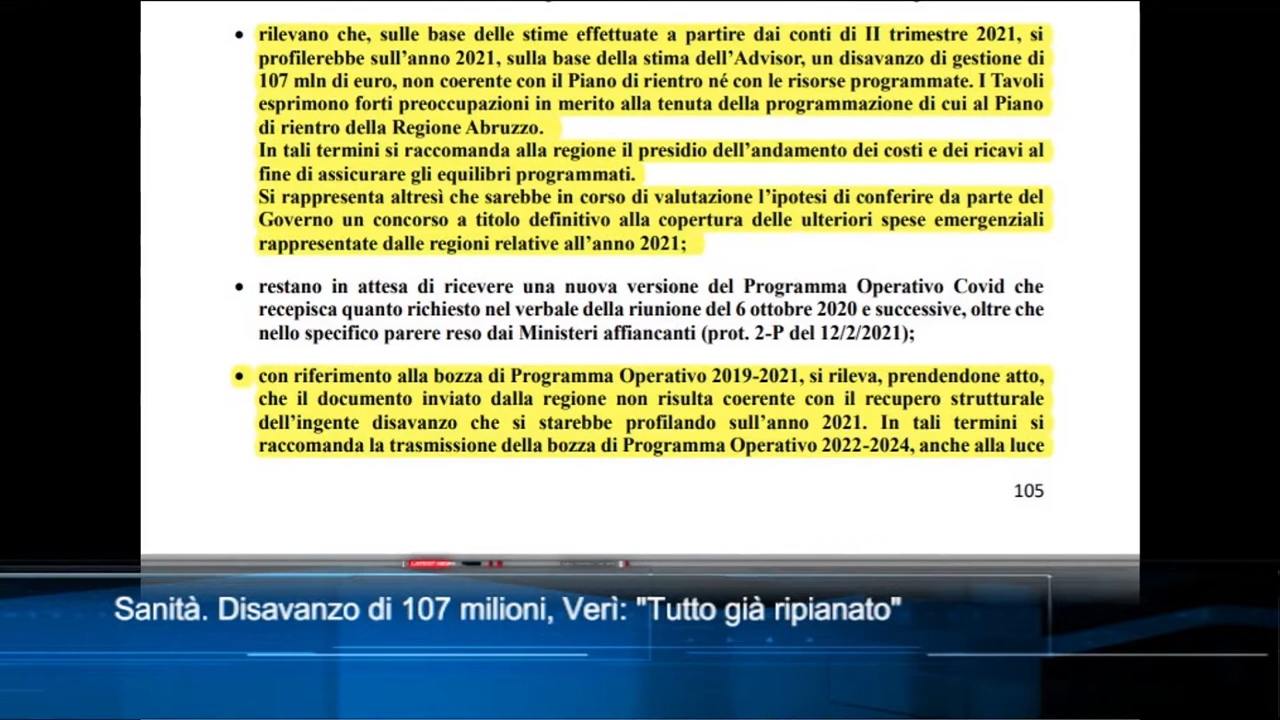 • rilevano che, sulle base delle stime effettuate a partire dai conti di II trimestre 2021, si
profilerebbe sull'anno 2021, sulla base della stima dell'Advisor, un disavanzo di gestione di
107 mln di euro, non coerente con il Piano di rientro né con le risorse programmate. I Tavoli
esprimono forti preoccupazioni in merito alla tenuta della programmazione di cui al Piano
di rientro della Regione Abruzzo.
In tali termini si raccomanda alla regione il presidio dell'andamento dei costi e dei ricavi al
fine di assicurare gli equilibri programmati.
Si rappresenta altresì che sarebbe in corso di valutazione l'ipotesi di conferire da parte del
Governo un concorso a titolo definitivo alla copertura delle ulteriori spese emergenziali
rappresentate dalle regioni relative all'anno 2021;
• restano in attesa di ricevere una nuova versione del Programma Operativo Covid che
recepisca quanto richiesto nel verbale della riunione del 6 ottobre 2020 e successive, oltre che
nello specifico parere reso dai Ministeri affiancanti (prot. 2-P del 12/2/2021);
• con riferimento alla bozza di Programma Operativo 2019-2021, si rileva, prendendone atto,
che il documento inviato dalla regione non risulta coerente con il recupero strutturale
dell'ingente disavanzo che si starebbe profilando sull'anno 2021. In tali termini si
raccomanda la trasmissione della bozza di Programma Operativo 2022-2024, anche alla luce
105
LATEST NEWS
Sanità. Disavanzo di 107 milioni, Verì: "Tutto già ripianato"